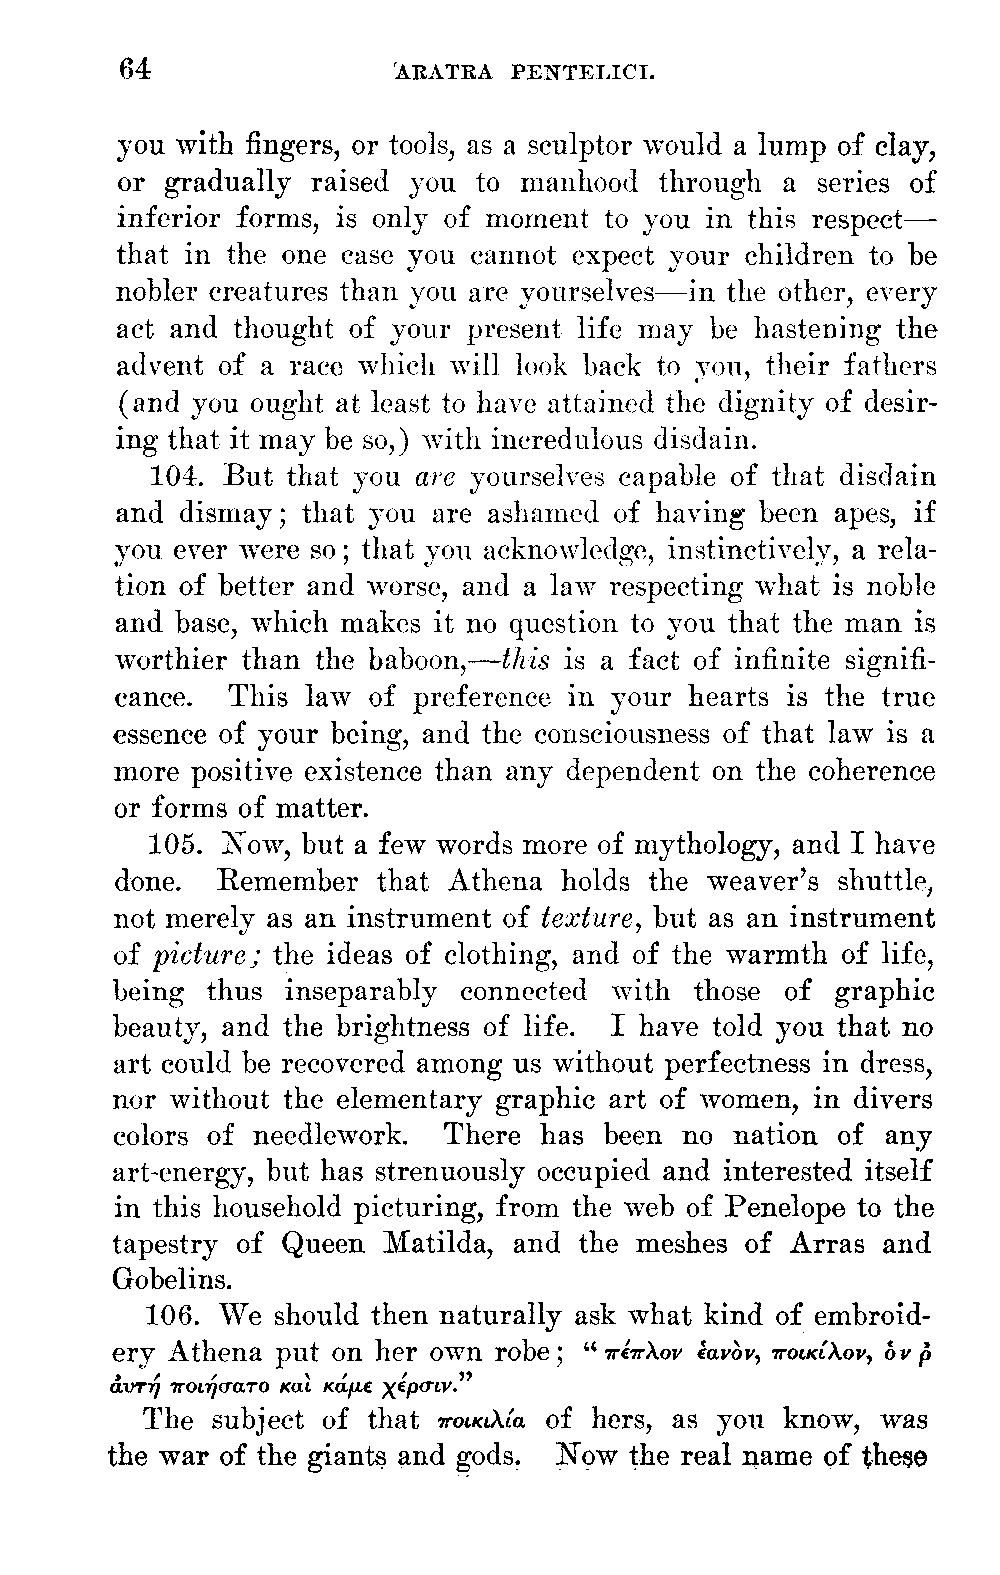 64 ARATRA PENTELICI.
you with fingers, or tools, as a sculptor would a lump of clay,
or gradually raised you to manhood through a series of
inferior forms, is only of moment to you in this respect—
that in the one case you cannot expect your children to be
nobler creatures than you are yourselves—in the other, every
act and thought of your present life may be hastening the
advent of a race which will look back to you, their fathers
(and you ought at least to have attained the dignity of desir-
ing that it may be so,) with incredulous disdain.
104. But that you are yourselves capable of that disdain
and dismay; that you are ashamed of having been apes, if
you ever were so; that you acknowledge, instinctively, a rela-
tion of better and worse, and a law respecting what is noble
and base, which makes it no question to you that the man is
worthier than the baboon,—this is a fact of infinite signifi-
cance. This law of preference in your hearts is the true
essence of your being, and the consciousness of that law is a
more positive existence than any dependent on the coherence
or forms of matter.
105. Now, but a few words more of mythology, and I have
done. Remember that Athena holds the weaver's shuttle,
not merely as an instrument of texture, but as an instrument
of picture; the ideas of clothing, and of the warmth of life,
being thus inseparably connected with those of graphic
beauty, and the brightness of life. I have told you that no
art could be recovered among us without perfectness in dress,
nor without the elementary graphic art of women, in divers
colors of needlework. There has been no nation of any
art-energy, but has strenuously occupied and interested itself
in this household picturing, from the web of Penelope to the
tapestry of Queen Matilda, and the meshes of Arras and
Gobelins.
106. We should then naturally ask what kind of embroid-
ery Athena put on her own robe; “πέπλον ἑανὸν, ποικίλον, ὁν ῥ
ἀυτή ποιήσατο καὶ κάμε χέρσιν.”
The subject of that ποικιλία of hers, as you know, was
the war of the giants and gods. Now the real name of these